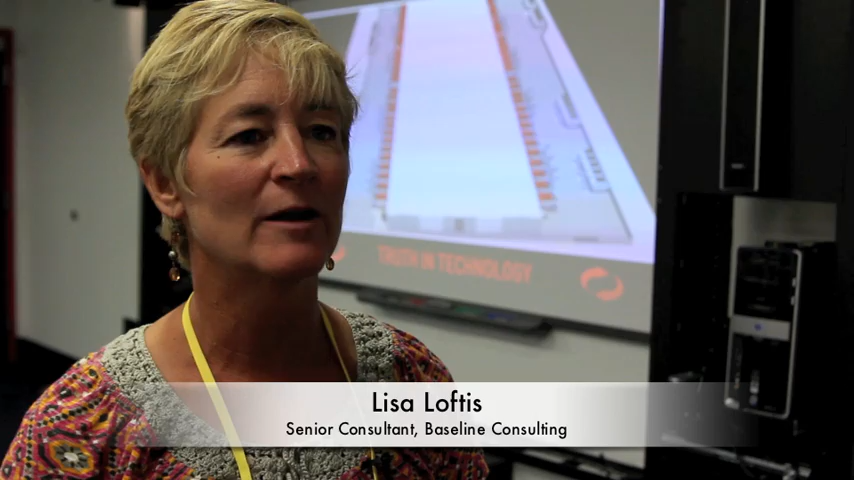 TRUTH IN TECHNOLOGY
Lisa Loftis
Senior Consultant, Baseline Consulting